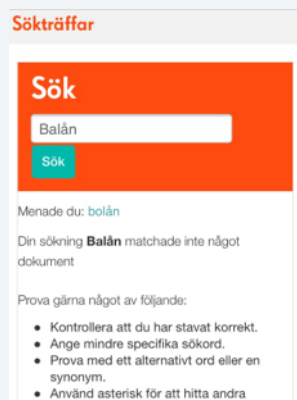 Sökträffar
Sök
Balån
Sök
Menade du: bolån
Din sökning Balån matchade inte något
dokument
Prova gärna något av följande:
• Kontrollera att du har stavat korrekt.
• Ange mindre specifika sökord.
• Prova med ett alternativt ord eller en
synonym.
• Använd asterisk för att hitta andra